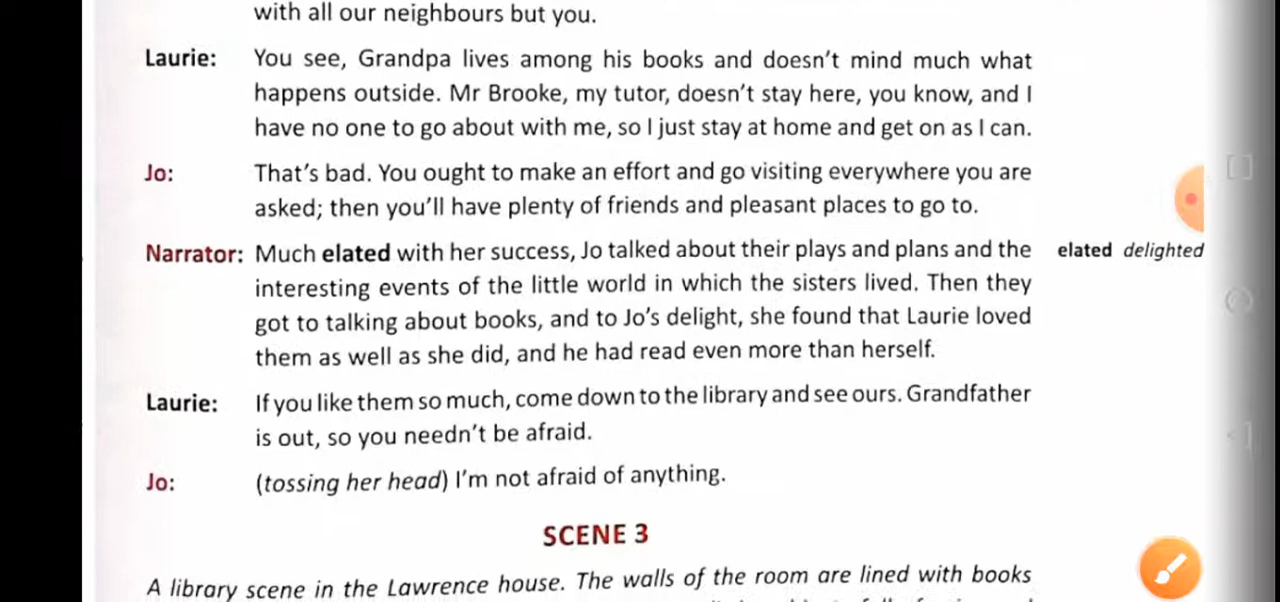 with all our neighbours but you.
Laurie: You see, Grandpa lives among his books and doesn't mind much what
happens outside. Mr Brooke, my tutor, doesn't stay here, you know, and I
have no one to go about with me, so I just stay at home and get on as I can.
Jo: That's bad. You ought to make an effort and go visiting everywhere you are
asked; then you'll have plenty of friends and pleasant places to go to.
Narrator: Much elated with her success, Jo talked about their plays and plans and the elated delighted
interesting events of the little world in which the sisters lived. Then they
got to talking about books, and to Jo's delight, she found that Laurie loved
them as well as she did, and he had read even more than herself.
Laurie: If you like them so much, come down to the library and see ours. Grandfather
is out, so you needn't be afraid.
Jo: (tossing her head) I'm not afraid of anything.
SCENE 3
A library scene in the Lawrence house. The walls of the room are lined with books